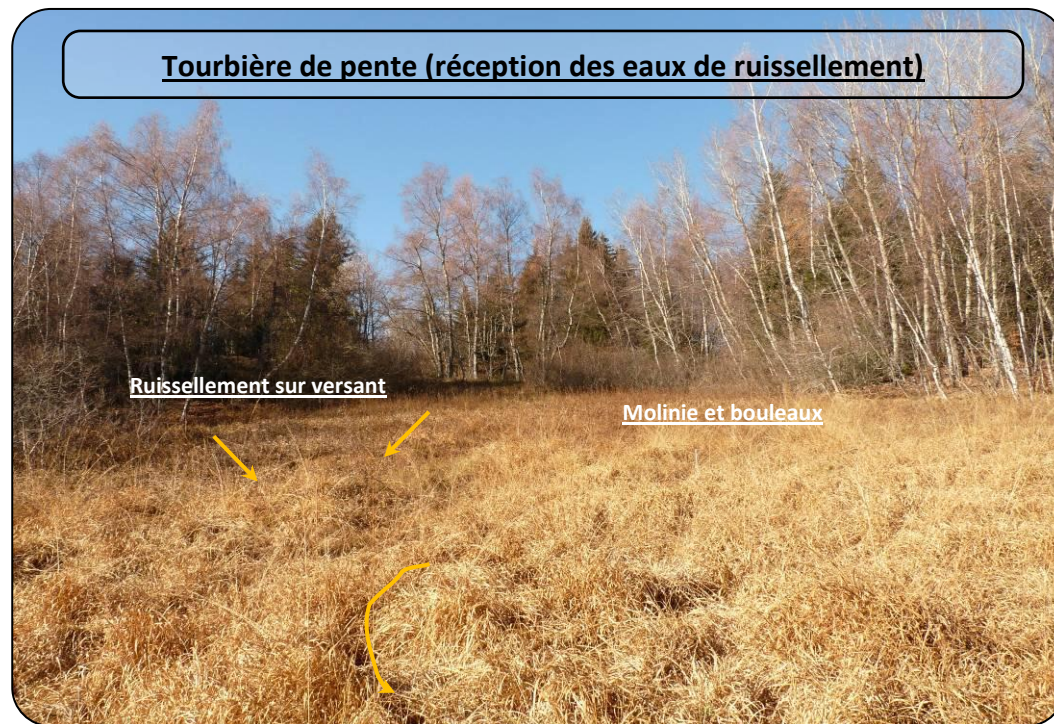 Tourbière de pente (réception des eaux de ruissellement)
Ruissellement sur versant
Molinie et bouleaux